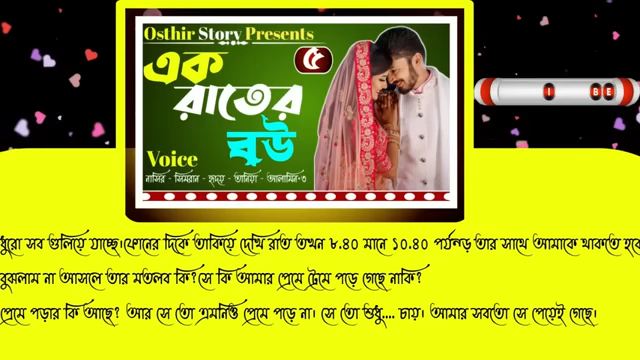 Osthir Story Presents
এক
৫
রাতের
বউ
I BE
Voice
নাসির - সিমরান - হৃদয় - তানিয়া - আলামিন-৩
ধুরো সব গুলিয়ে যাচ্ছে।ফোনের দিকে তাকিয়ে দেখি রাত তখন ৮.৪০ মানে ১০.৪০ পর্যন্ত তার সাথে আমাকে থাকতে হবে
বুঝলাম না আসলে তার মতলব কি?সে কি আমার প্রেমে ট্রেমে পড়ে গেছে নাকি?
প্রেমে পড়ার কি আছে? আর সে তো এমনিতি প্রেমে পড়ে না। সে তো শুধু.... চায়। আমার সবতো সে পেয়েই গেছে।